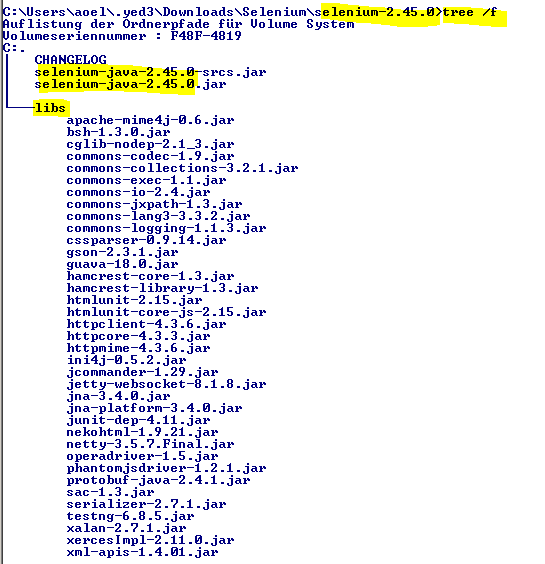 C:\Users\aoel\.yed3\Downloads\Selenium\selenium-2.45.0>tree /f
Auflistung der Ordnerpfade für Volume System
Volumeseriennummer : F48F-4819
C:.
CHANGELOG
selenium-java-2.45.0-srcs.jar
selenium-java-2.45.0.jar
libs
apache-mime4j-0.6.jar
bsh-1.3.0.jar
cglib-nodep-2.1_3.jar
commons-codec-1.9.jar
commons-collections-3.2.1.jar
commons-exec-1.1.jar
commons-io-2.4.jar
commons-jxpath-1.3.jar
commons-lang3-3.3.2.jar
commons-logging-1.1.3.jar
cssparser-0.9.14.jar
gson-2.3.1.jar
guava-18.0.jar
hamcrest-core-1.3.jar
hamcrest-library-1.3.jar
htmlunit-2.15.jar
htmlunit-core-js-2.15.jar
httpclient-4.3.6.jar
httpcore-4.3.3.jar
httpmime-4.3.6.jar
ini4j-0.5.2.jar
jcommander-1.29.jar
jetty-websocket-8.1.8.jar
jna-3.4.0.jar
jna-platform-3.4.0.jar
junit-dep-4.11.jar
nekohtml-1.9.21.jar
netty-3.5.7.Final.jar
operadriver-1.5.jar
phantomjsdriver-1.2.1.jar
protobuf-java-2.4.1.jar
sac-1.3.jar
serializer-2.7.1.jar
testng-6.8.5.jar
xalan-2.7.1.jar
xercesImpl-2.11.0.jar
xml-apis-1.4.01.jar